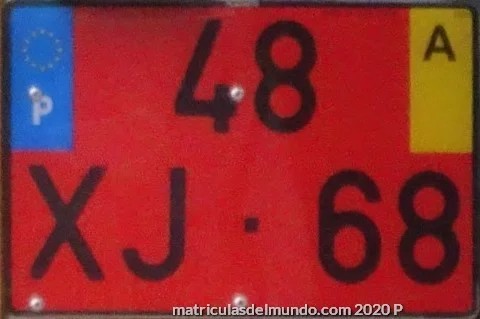 P 48 A
XJ·68
matriculasdelmundo.com 2020 P